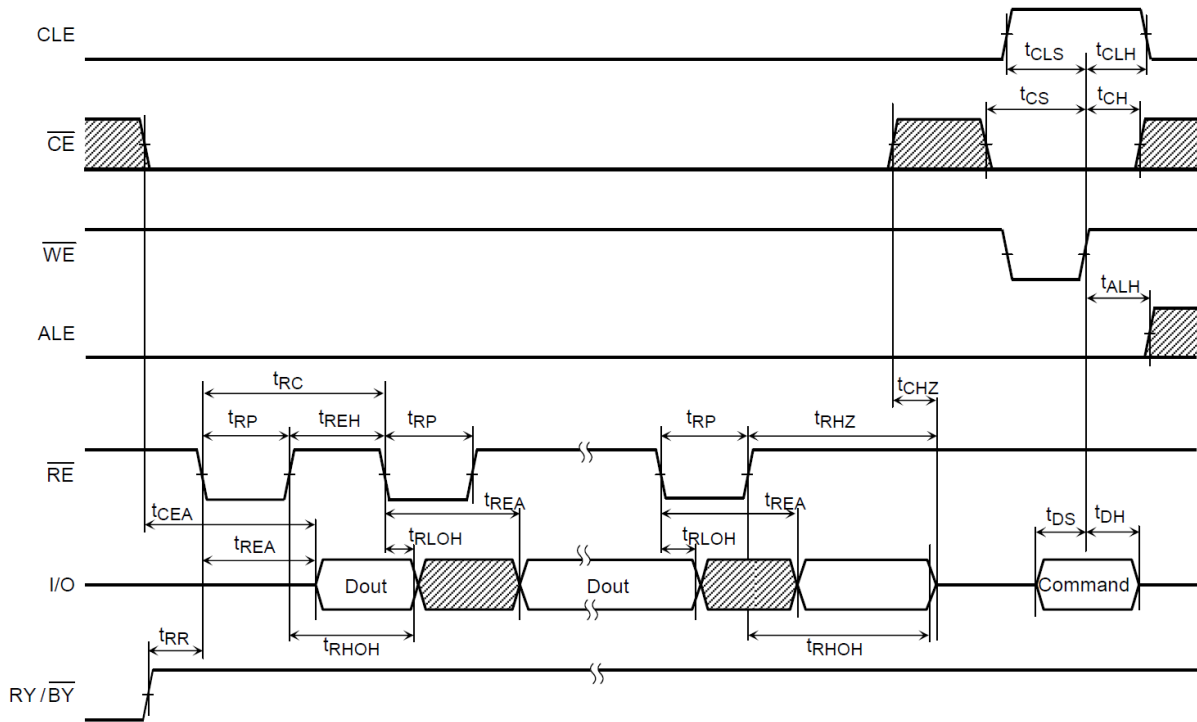 CLE
tCLS tCLH
tCS tCH
CE
WE
tALH
ALE
tRC
tCHZ
tRP tREH tRP tRP tRHZ
RE
tCEA tREA tREA
tRLOH tRLOH tDS tDH
tREA
I/O Dout Dout Command
tRR tRHOH tRHOH
RY/BY